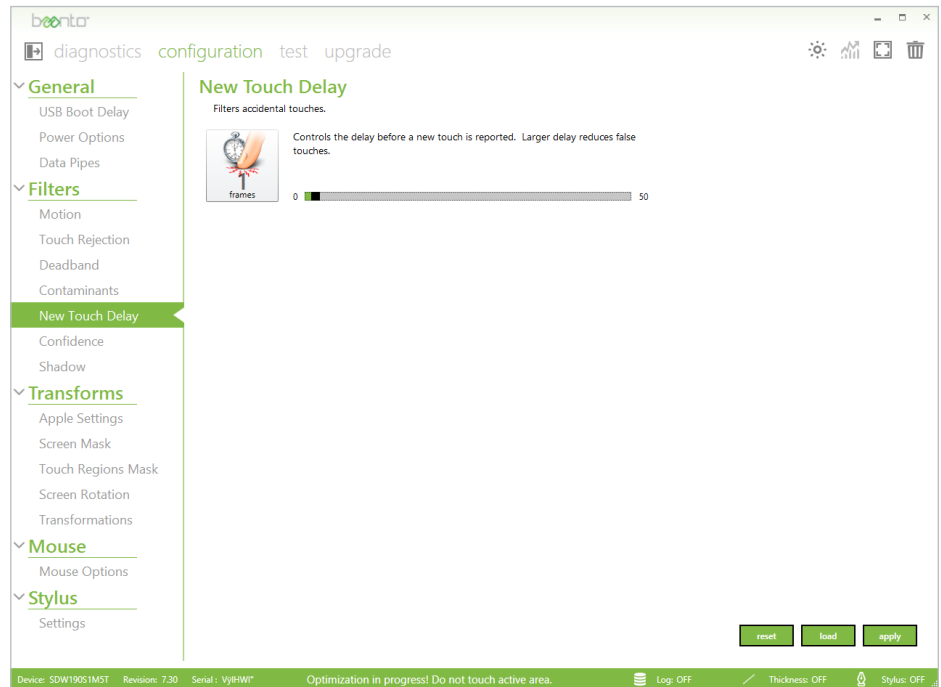 diagnostics configuration test upgrade
General
USB Boot Delay
Power Options
Data Pipes
Filters
Motion
Touch Rejection
Deadband
Contaminants
New Touch Delay
Confidence
Shadow
Transforms
Apple Settings
Screen Mask
Touch Regions Mask
Screen Rotation
Transformations
Mouse
Mouse Options
Stylus
Settings
New Touch Delay
Filters accidental touches.
1
frames
Controls the delay before a new touch is reported. Larger delay reduces false
touches.
0 50
reset load apply
Device: SDW190S1M5T Revision: 7.30 Serial : VylHWI* Optimization in progress! Do not touch active area. Log: OFF Thickness: OFF Stylus: OFF